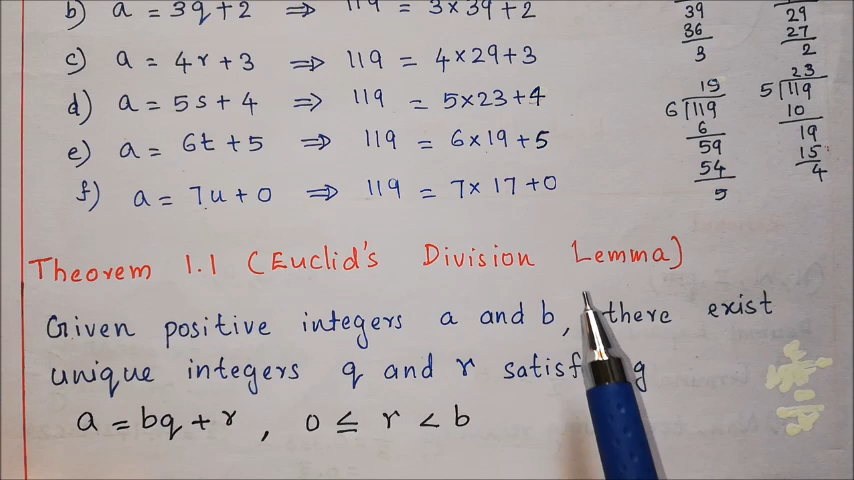 b) a = 3q + 2 ⇒ 119 = 3×39+2
c) a = 4r + 3 ⇒ 119 = 4×29+3
d) a = 5s + 4 ⇒ 119 = 5×23+4
e) a = 6t + 5 ⇒ 119 = 6×19+5
f) a = 7u + 0 ⇒ 119 = 7×17+0
39
36
3
29
27
2
19
6 119
6
59
54
5
23
5 119
10
19
15
4
Theorem 1.1 (Euclid's Division Lemma)
Given positive integers a and b, there exist
unique integers q and r
a = bq + r , 0 ≤ r < b